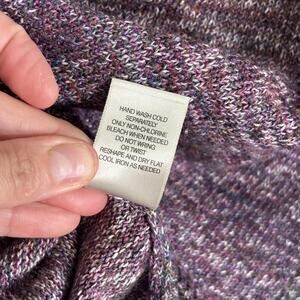 HAND WASH COLD
SEPARATELY
ONLY NON-CHLORINE
BLEACH WHEN NEEDED
DO NOT WRING
OR TWIST
RESHAPE AND DRY FLAT
COOL IRON AS NEEDED